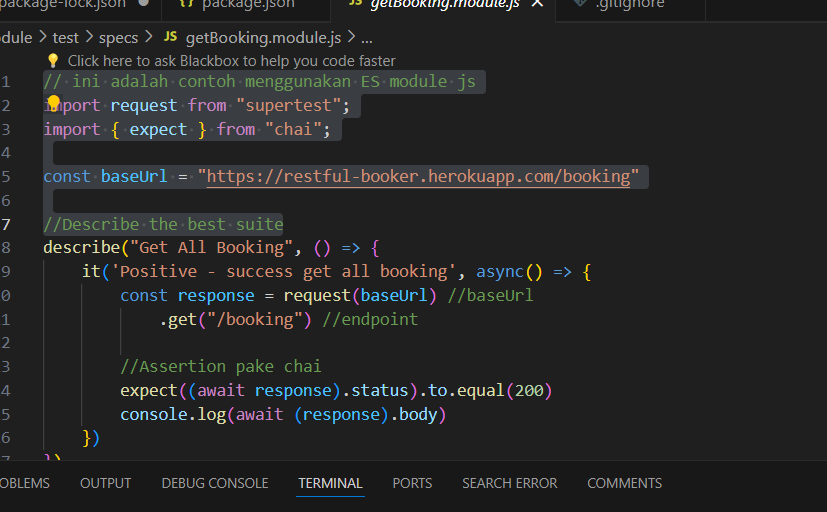 package-lock.json package.json JS getBooking.module.js .gitignore
odule > test > specs > JS getBooking.module.js > ...
Click here to ask Blackbox to help you code faster
1 // ini adalah contoh menggunakan ES module js
2 import request from "supertest";
3 import { expect } from "chai";
4
5 const baseUrl = "https://restful-booker.herokuapp.com/booking"
6
7 //Describe the best suite
8 describe("Get All Booking", () => {
9 it('Positive - success get all booking', async() => {
0 const response = request(baseUrl) //baseUrl
1 .get("/booking") //endpoint
2
3 //Assertion pake chai
4 expect((await response).status).to.equal(200)
5 console.log(await (response).body)
6 })
7 })
OBLEMS OUTPUT DEBUG CONSOLE TERMINAL PORTS SEARCH ERROR COMMENTS